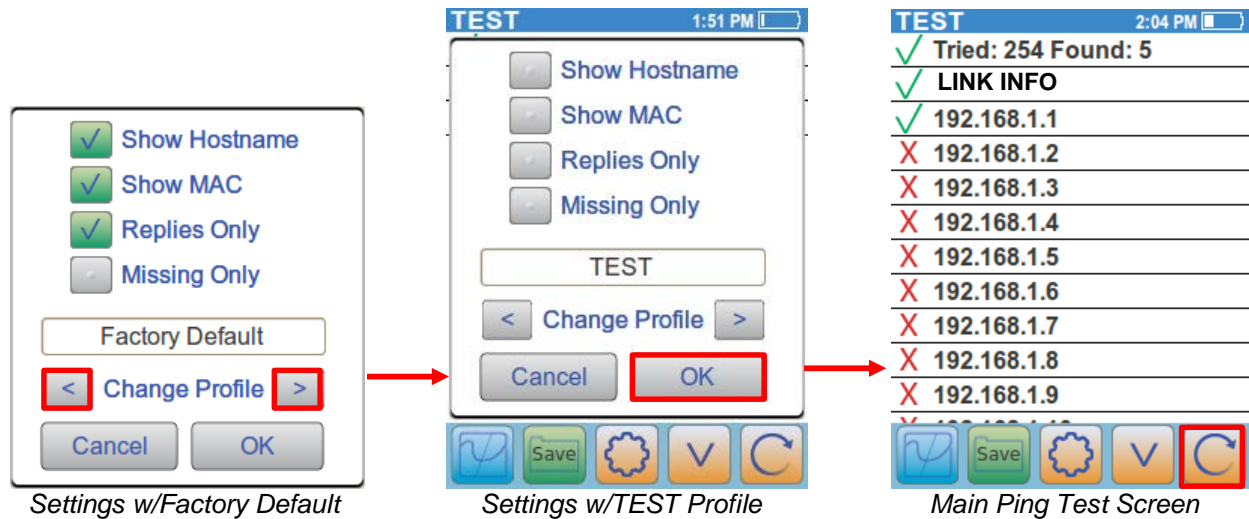 Show Hostname
Show MAC
Replies Only
Missing Only
Factory Default
< Change Profile >
Cancel OK
Settings w/Factory Default
TEST 1:51 PM
Show Hostname
Show MAC
Replies Only
Missing Only
TEST
< Change Profile >
Cancel OK
Save
Settings w/TEST Profile
TEST 2:04 PM
Tried: 254 Found: 5
LINK INFO
192.168.1.1
192.168.1.2
192.168.1.3
192.168.1.4
192.168.1.5
192.168.1.6
192.168.1.7
192.168.1.8
192.168.1.9
Save
Main Ping Test Screen